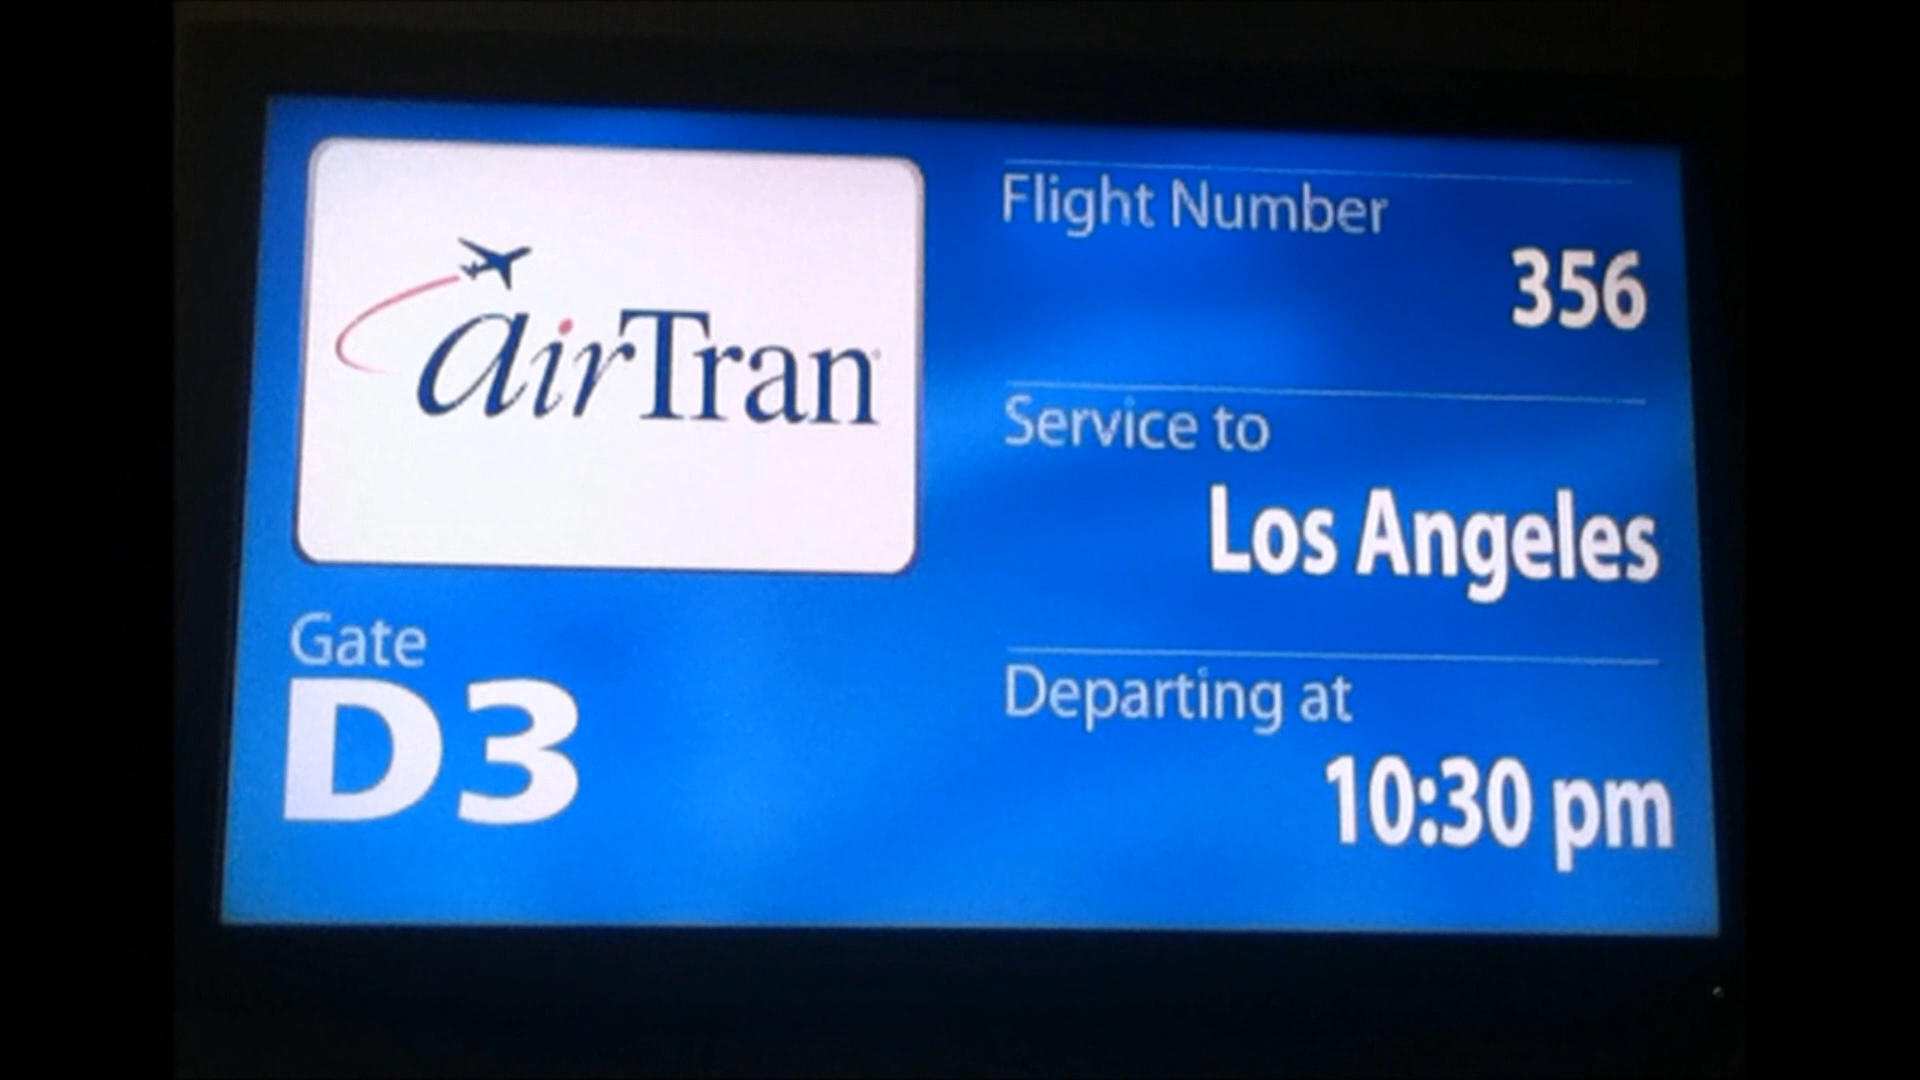 airTran
Gate
D3
Flight Number
356
Service to
Los Angeles
Departing at
10:30 pm